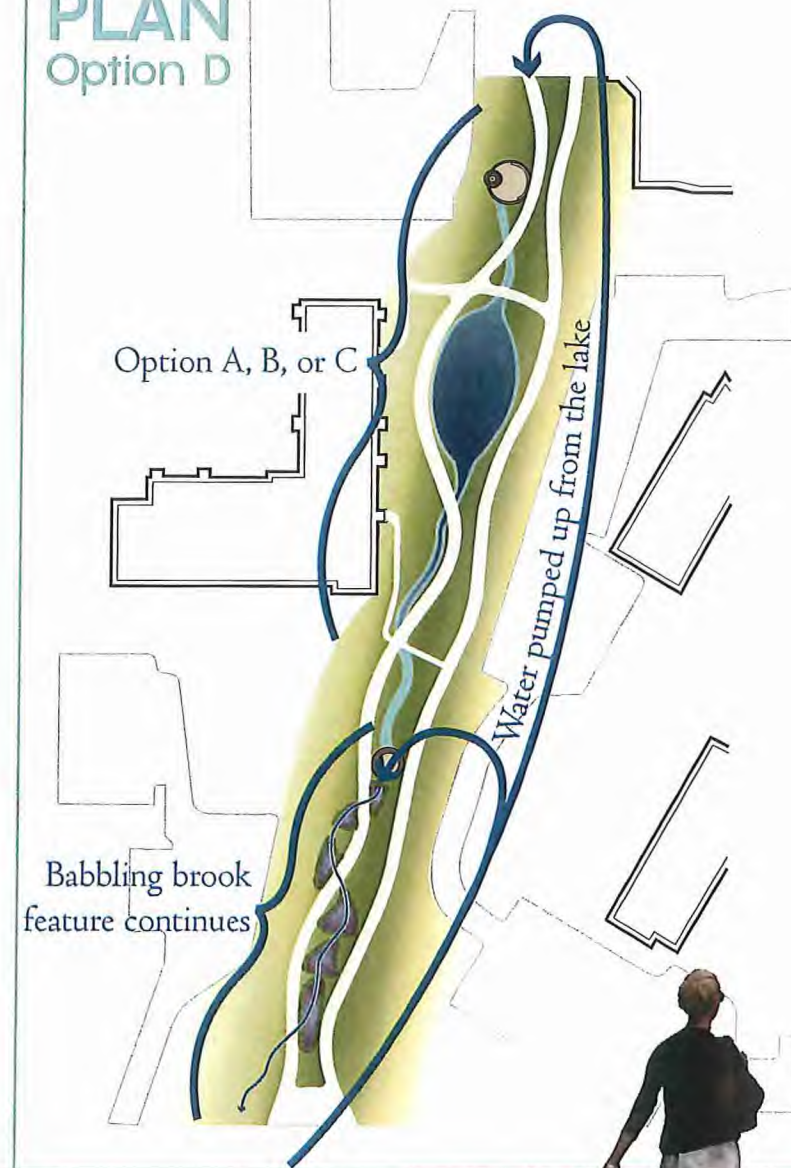 PLAN
Option D
Option A, B, or C
Water pumped up from the lake
Babbling brook
feature continues